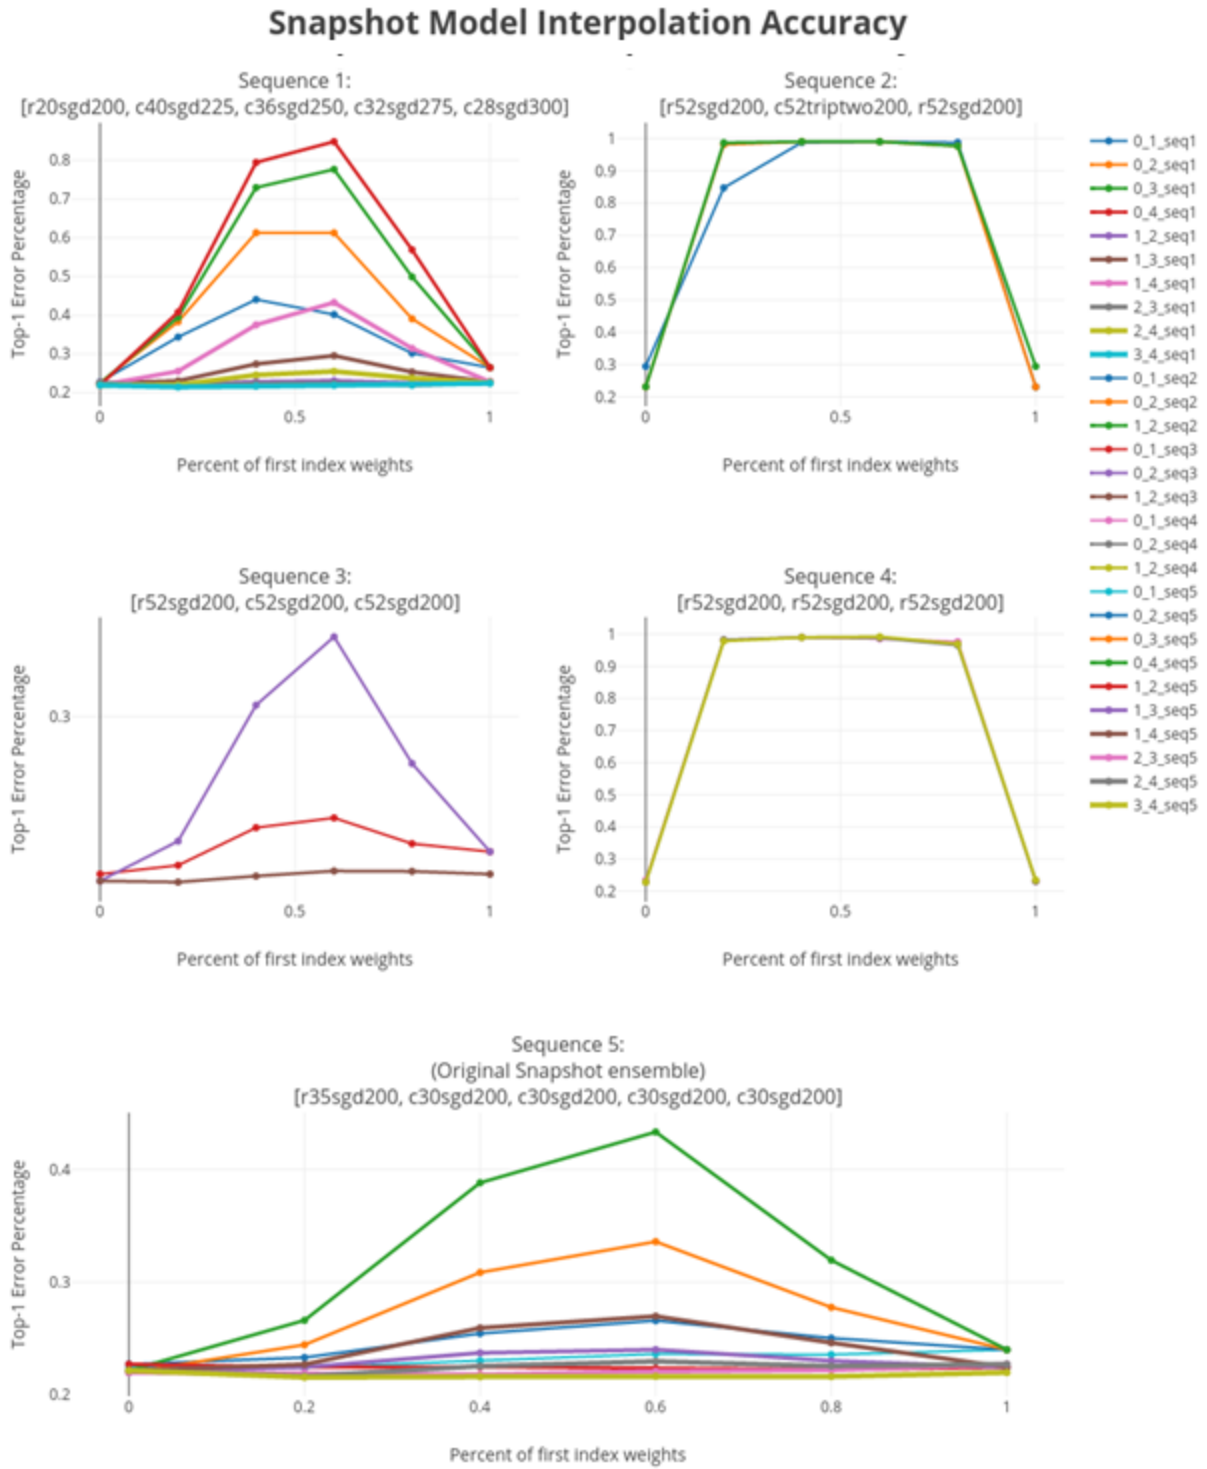 Snapshot Model Interpolation Accuracy
Sequence 1:
[r20sgd200, c40sgd225, c36sgd250, c32sgd275, c28sgd300]
Top-1 Error Percentage
0.8
0.7
0.6
0.5
0.4
0.3
0.2
0
0.5
1
Percent of first index weights
Sequence 2:
[r52sgd200, c52triptwo200, r52sgd200]
Top-1 Error Percentage
1
0.9
0.8
0.7
0.6
0.5
0.4
0.3
0.2
0
0.5
1
Percent of first index weights
0_1_seq1
0_2_seq1
0_3_seq1
0_4_seq1
1_2_seq1
1_3_seq1
1_4_seq1
2_3_seq1
2_4_seq1
3_4_seq1
0_1_seq2
0_2_seq2
1_2_seq2
0_1_seq3
0_2_seq3
1_2_seq3
0_1_seq4
0_2_seq4
1_2_seq4
0_1_seq5
0_2_seq5
0_3_seq5
0_4_seq5
1_2_seq5
1_3_seq5
1_4_seq5
2_3_seq5
2_4_seq5
3_4_seq5
Sequence 3:
[r52sgd200, c52sgd200, c52sgd200]
Top-1 Error Percentage
0.3
0
0.5
1
Percent of first index weights
Sequence 4:
[r52sgd200, r52sgd200, r52sgd200]
Top-1 Error Percentage
1
0.9
0.8
0.7
0.6
0.5
0.4
0.3
0.2
0
0.5
1
Percent of first index weights
Sequence 5:
(Original Snapshot ensemble)
[r35sgd200, c30sgd200, c30sgd200, c30sgd200, c30sgd200]
Top-1 Error Percentage
0.4
0.3
0.2
0
0.2
0.4
0.6
0.8
1
Percent of first index weights